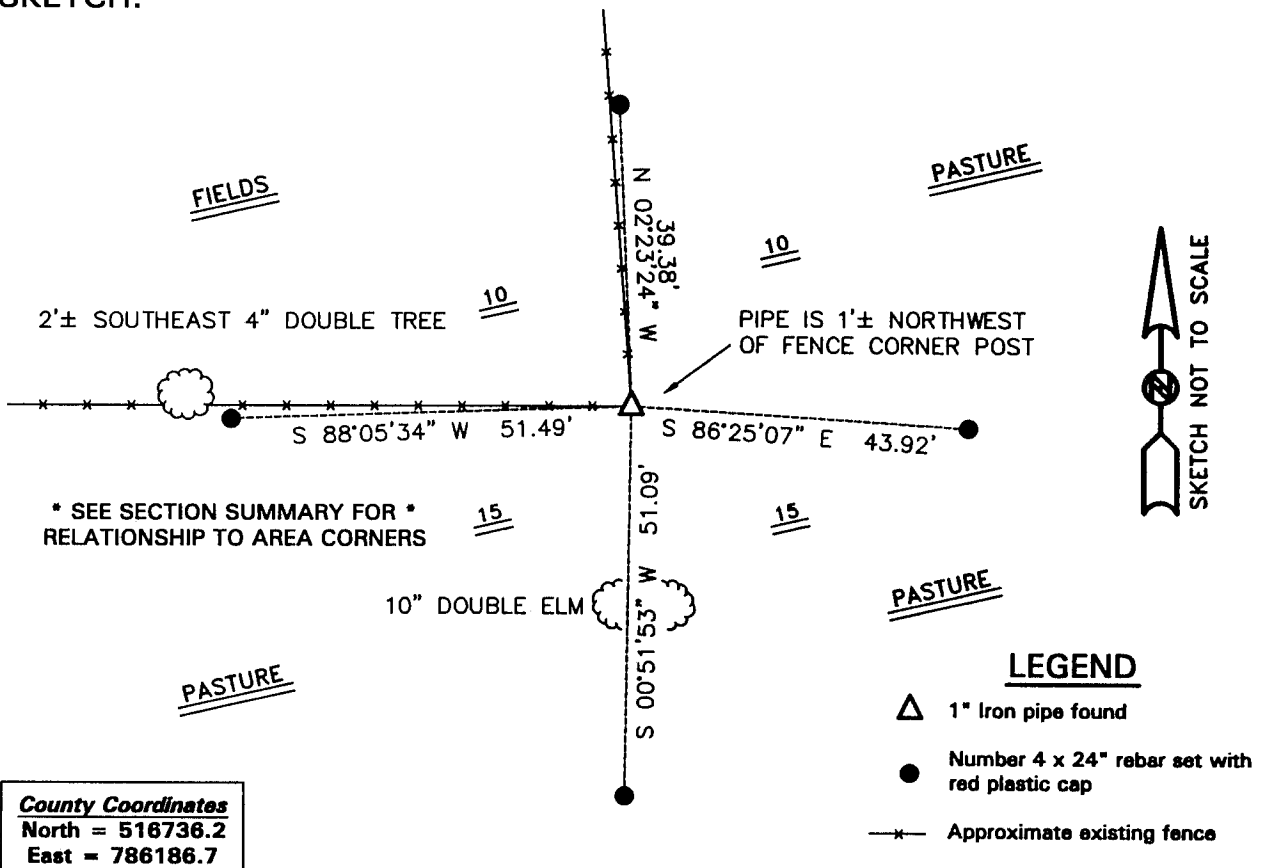 SKETCH:
FIELDS
PASTURE
10
10
N 02°23'24" W
39.38'
2'± SOUTHEAST 4" DOUBLE TREE
PIPE IS 1'± NORTHWEST
OF FENCE CORNER POST
SKETCH NOT TO SCALE
N
S 88°05'34" W 51.49'
S 86°25'07" E 43.92'
* SEE SECTION SUMMARY FOR *
RELATIONSHIP TO AREA CORNERS
15
15
S 00°51'53" W 51.09'
10" DOUBLE ELM
PASTURE
PASTURE
LEGEND
1" Iron pipe found
Number 4 x 24" rebar set with
red plastic cap
Approximate existing fence
County Coordinates
North = 516736.2
East = 786186.7